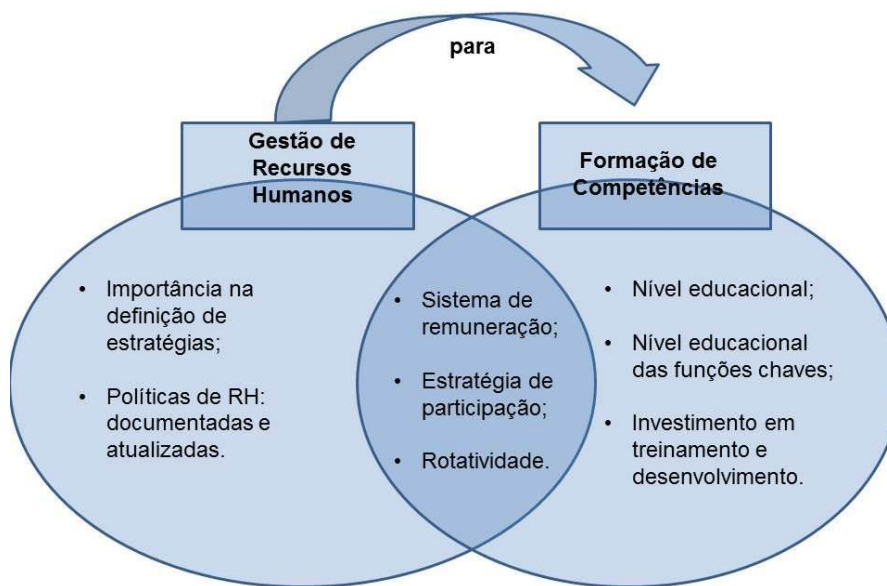 para
Gestão de
Recursos
Humanos
Formação de
Competências
• Importância na
definição de
estratégias;
• Políticas de RH:
documentadas e
atualizadas.
• Sistema de
remuneração;
• Estratégia de
participação;
• Rotatividade.
• Nível educacional;
• Nível educacional
das funções chaves;
• Investimento em
treinamento e
desenvolvimento.